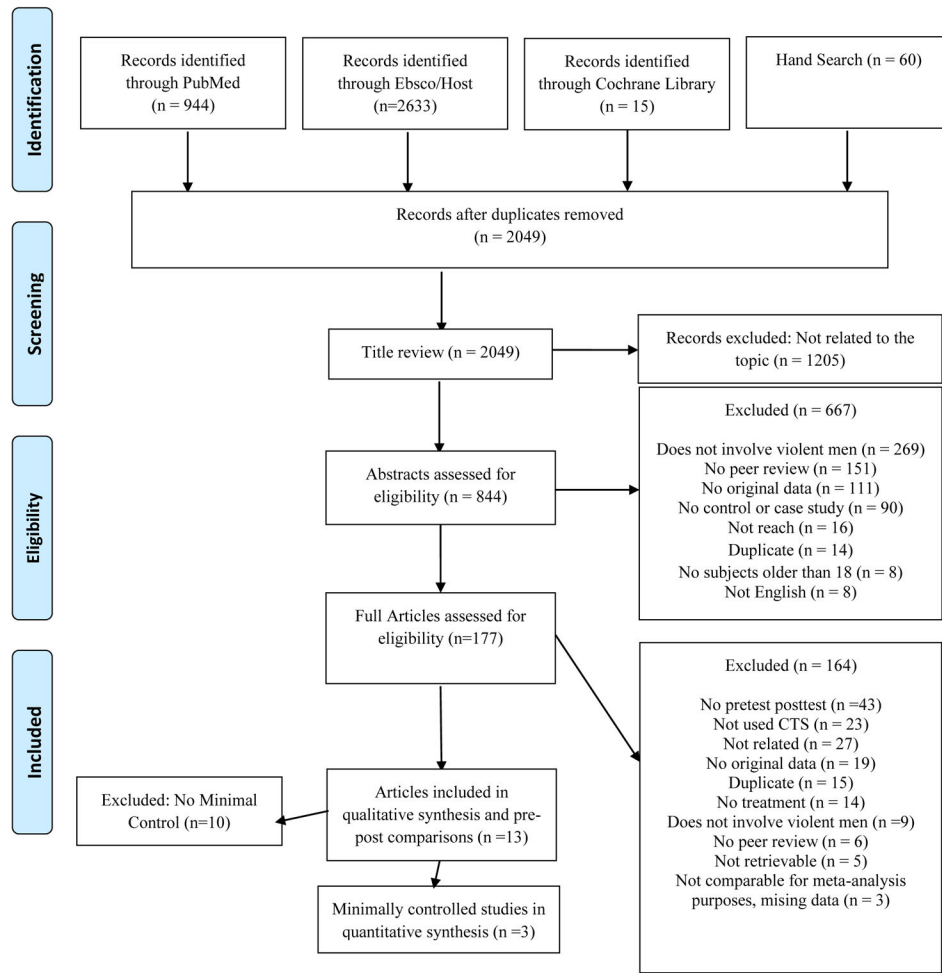 Identification
Records identified
through PubMed
(n = 944)
Records identified
through Ebsco/Host
(n=2633)
Records identified
through Cochrane Library
(n = 15)
Hand Search (n = 60)
Records after duplicates removed
(n = 2049)
Screening
Title review (n = 2049)
Records excluded: Not related to the
topic (n = 1205)
Eligibility
Abstracts assessed for
eligibility (n = 844)
Excluded (n = 667)
Does not involve violent men (n = 269)
No peer review (n = 151)
No original data (n = 111)
No control or case study (n = 90)
Not reach (n = 16)
Duplicate (n = 14)
No subjects older than 18 (n = 8)
Not English (n = 8)
Full Articles assessed for
eligibility (n=177)
Excluded (n = 164)
No pretest posttest (n =43)
Not used CTS (n = 23)
Not related (n = 27)
No original data (n = 19)
Duplicate (n = 15)
No treatment (n = 14)
Does not involve violent men (n =9)
No peer review (n = 6)
Not retrievable (n = 5)
Not comparable for meta-analysis
purposes, mising data (n = 3)
Included
Articles included in
qualitative synthesis and pre-
post comparisons (n =13)
Excluded: No Minimal
Control (n=10)
Minimally controlled studies in
quantitative synthesis (n =3)